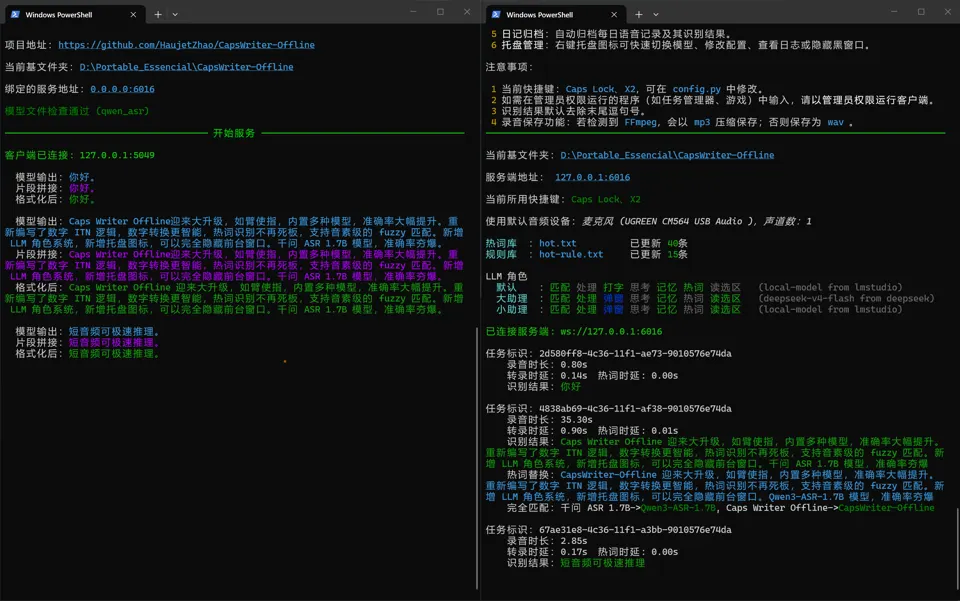 Windows PowerShell
项目地址: https://github.com/HaujetZhao/CapsWriter-Offline
当前基文件夹: D:\Portable_Essencial\CapsWriter-Offline
绑定的服务地址: 0.0.0.0:6016
模型文件检查通过 (qwen_asr)
开始服务
客户端已连接: 127.0.0.1:5049
模型输出: 你好。
片段拼接: 你好。
格式化后: 你好。
模型输出: Caps Writer Offline迎来大升级, 如臂使指, 内置多种模型, 准确率大幅提升。重
新编写了数字 ITN 逻辑, 数字转换更智能, 热词识别不再死板, 支持音素级的 fuzzy 匹配。新增
LLM 角色系统, 新增托盘图标, 可以完全隐藏前台窗口。千问 ASR 1.7B 模型, 准确率夯爆。
片段拼接: Caps Writer Offline迎来大升级, 如臂使指, 内置多种模型, 准确率大幅提升。重
新编写了数字 ITN 逻辑, 数字转换更智能, 热词识别不再死板, 支持音素级的 fuzzy 匹配。新增
LLM 角色系统, 新增托盘图标, 可以完全隐藏前台窗口。千问 ASR 1.7B 模型, 准确率夯爆。
格式化后: Caps Writer Offline 迎来大升级, 如臂使指, 内置多种模型, 准确率大幅提升。重
新编写了数字 ITN 逻辑, 数字转换更智能, 热词识别不再死板, 支持音素级的 fuzzy 匹配。新增
LLM 角色系统, 新增托盘图标, 可以完全隐藏前台窗口。千问 ASR 1.7B 模型, 准确率夯爆。
模型输出: 短音频可极速推理。
片段拼接: 短音频可极速推理。
格式化后: 短音频可极速推理。
Windows PowerShell
5 日记归档: 自动归档每日语音记录及其识别结果。
6 托盘管理: 右键托盘图标可快速切换模型、修改配置、查看日志或隐藏黑窗口。
注意事项:
1 当前快捷键: Caps Lock、X2, 可在 config.py 中修改。
2 如需在管理员权限运行的程序 (如任务管理器、游戏) 中输入, 请以管理员权限运行客户端。
3 识别结果默认去除末尾逗句号。
4 录音保存功能: 若检测到 FFmpeg, 会以 mp3 压缩保存; 否则保存为 wav 。
当前基文件夹: D:\Portable_Essencial\CapsWriter-Offline
服务端地址: 127.0.0.1:6016
当前所用快捷键: Caps Lock、X2
使用默认音频设备: 麦克风 (UGREEN CM564 USB Audio ), 声道数: 1
热词库 : hot.txt 已更新 40条
规则库 : hot-rule.txt 已更新 15条
LLM 角色
默认 : 匹配 处理 打字 思考 记忆 热词 读选区 (local-model from lmstudio)
大助理 : 匹配 处理 弹窗 思考 记忆 热词 读选区 (deepseek-v4-flash from deepseek)
小助理 : 匹配 处理 弹窗 思考 记忆 热词 读选区 (local-model from lmstudio)
已连接服务端: ws://127.0.0.1:6016
任务标识: 2d580ff8-4c36-11f1-ae73-9010576e74da
录音时长: 0.80s
转录时延: 0.14s 热词时延: 0.00s
识别结果: 你好
任务标识: 4838ab69-4c36-11f1-af38-9010576e74da
录音时长: 35.30s
转录时延: 0.90s 热词时延: 0.01s
识别结果: Caps Writer Offline 迎来大升级, 如臂使指, 内置多种模型, 准确率大幅提升。
重新编写了数字 ITN 逻辑, 数字转换更智能, 热词识别不再死板, 支持音素级的 fuzzy 匹配。新
增 LLM 角色系统, 新增托盘图标, 可以完全隐藏前台窗口。千问 ASR 1.7B 模型, 准确率夯爆
热词替换: CapsWriter-Offline 迎来大升级, 如臂使指, 内置多种模型, 准确率大幅提升。
重新编写了数字 ITN 逻辑, 数字转换更智能, 热词识别不再死板, 支持音素级的 fuzzy 匹配。新
增 LLM 角色系统, 新增托盘图标, 可以完全隐藏前台窗口。Qwen3-ASR-1.7B 模型, 准确率夯爆
完全匹配: 千问 ASR 1.7B->Qwen3-ASR-1.7B, Caps Writer Offline->CapsWriter-Offline
任务标识: 67ae31e8-4c36-11f1-a3bb-9010576e74da
录音时长: 2.85s
转录时延: 0.17s 热词时延: 0.00s
识别结果: 短音频可极速推理